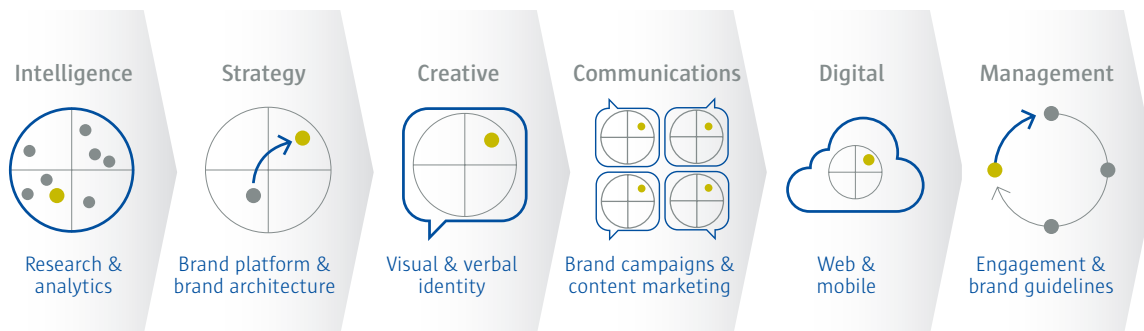 Intelligence
Research &
analytics
Strategy
Brand platform &
brand architecture
Creative
Visual & verbal
identity
Communications
Brand campaigns &
content marketing
Digital
Web &
mobile
Management
Engagement &
brand guidelines